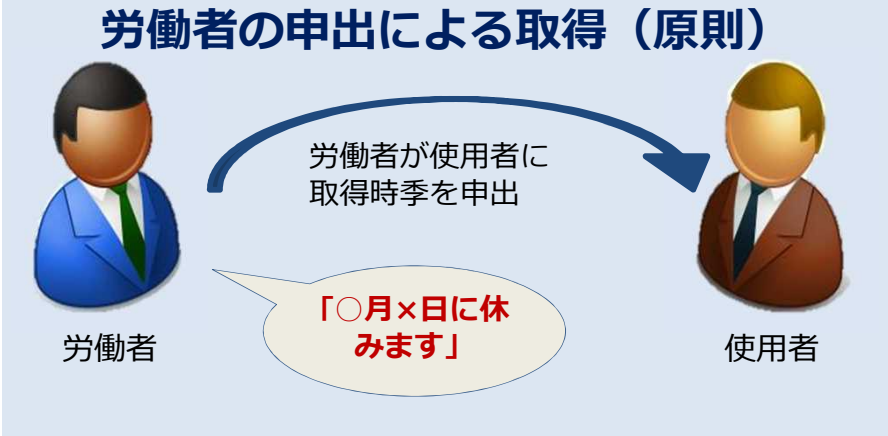 労働者の申出による取得（原則）
労働者が使用者に
取得時季を申出
「○月×日に休
みます」
労働者
使用者